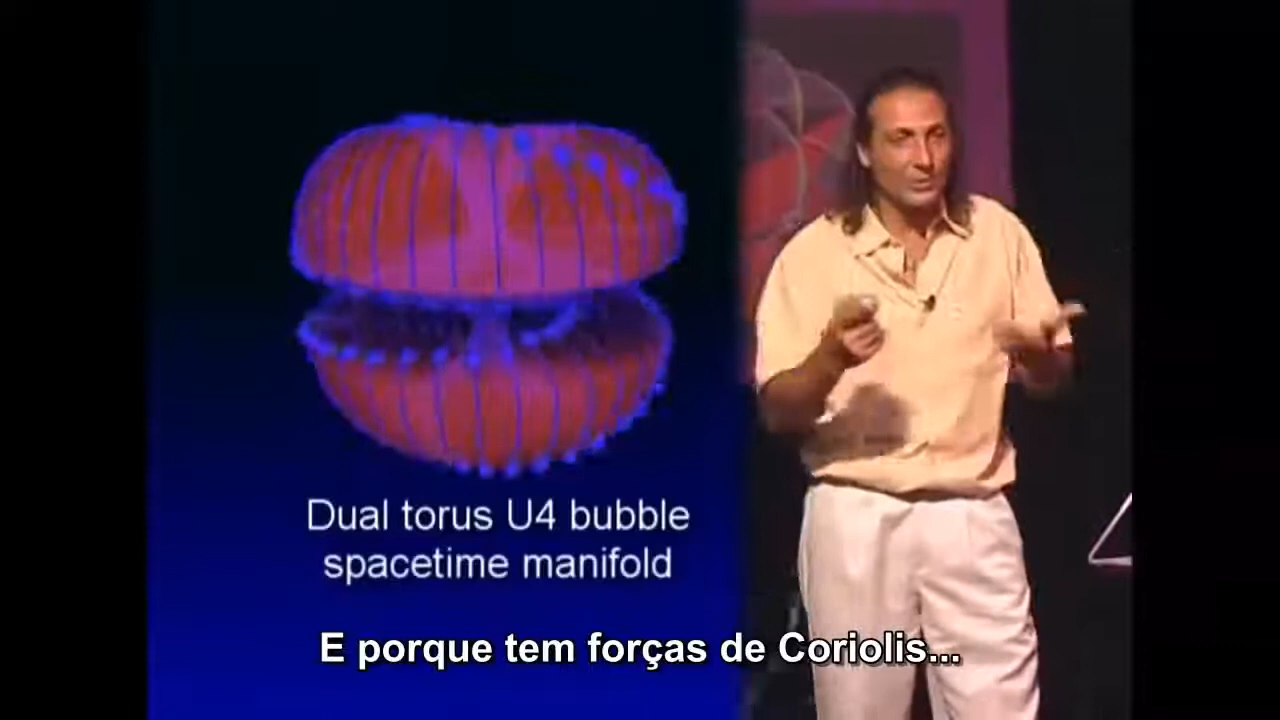 Dual torus U4 bubble
spacetime manifold
E porque tem forças de Coriolis...